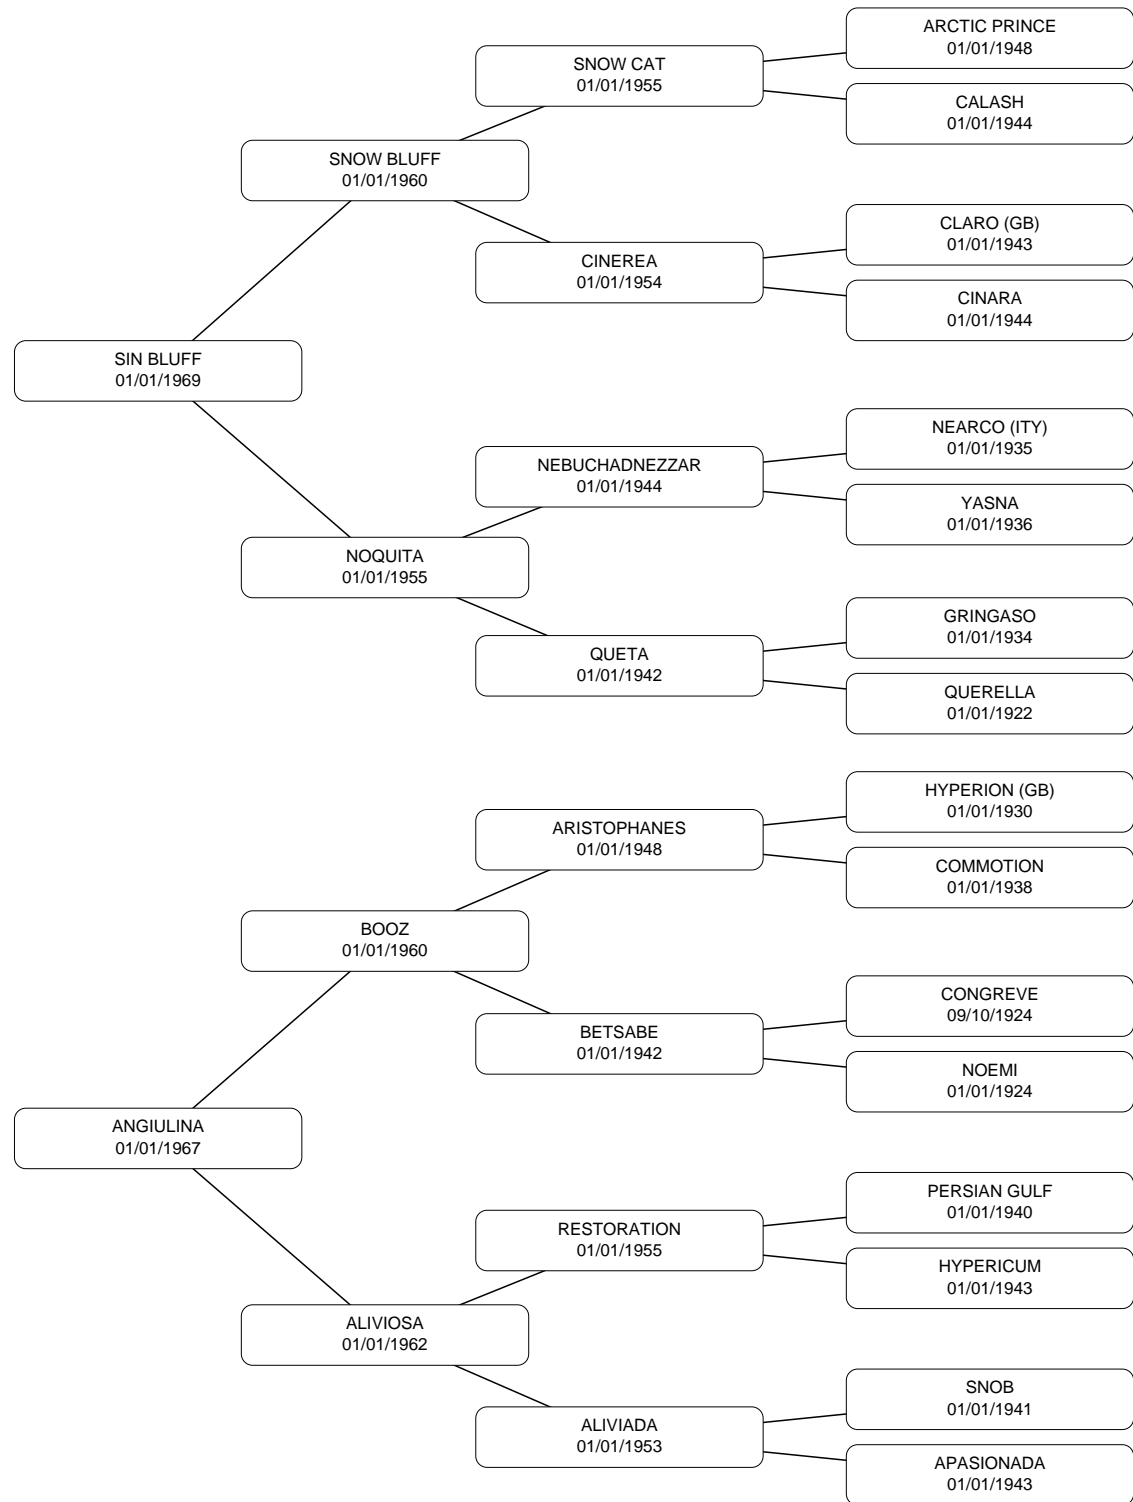 ARCTIC PRINCE
01/01/1948
SNOW CAT
01/01/1955
CALASH
01/01/1944
SNOW BLUFF
01/01/1960
CLARO (GB)
01/01/1943
CINEREA
01/01/1954
CINARA
01/01/1944
SIN BLUFF
01/01/1969
NEARCO (ITY)
01/01/1935
NEBUCHADNEZZAR
01/01/1944
YASNA
01/01/1936
NOQUITA
01/01/1955
GRINGASO
01/01/1934
QUETA
01/01/1942
QUERELLA
01/01/1922
HYPERION (GB)
01/01/1930
ARISTOPHANES
01/01/1948
COMMOTION
01/01/1938
BOOZ
01/01/1960
CONGREVE
09/10/1924
BETSABE
01/01/1942
NOEMI
01/01/1924
ANGIULINA
01/01/1967
PERSIAN GULF
01/01/1940
RESTORATION
01/01/1955
HYPERICUM
01/01/1943
ALIVIOSA
01/01/1962
SNOB
01/01/1941
ALIVIADA
01/01/1953
APASIONADA
01/01/1943